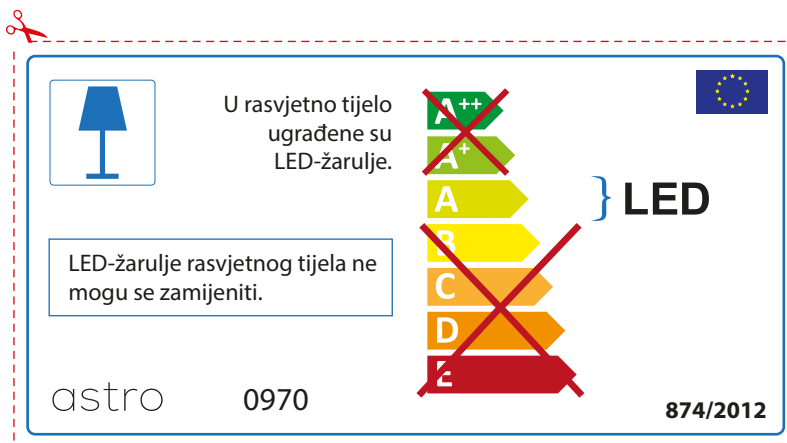 U rasvjetno tijelo
ugrađene su
LED-žarulje.
A++
A+
A
B
C
D
E
LED
LED-žarulje rasvjetnog tijela ne
mogu se zamijeniti.
astro
0970
874/2012